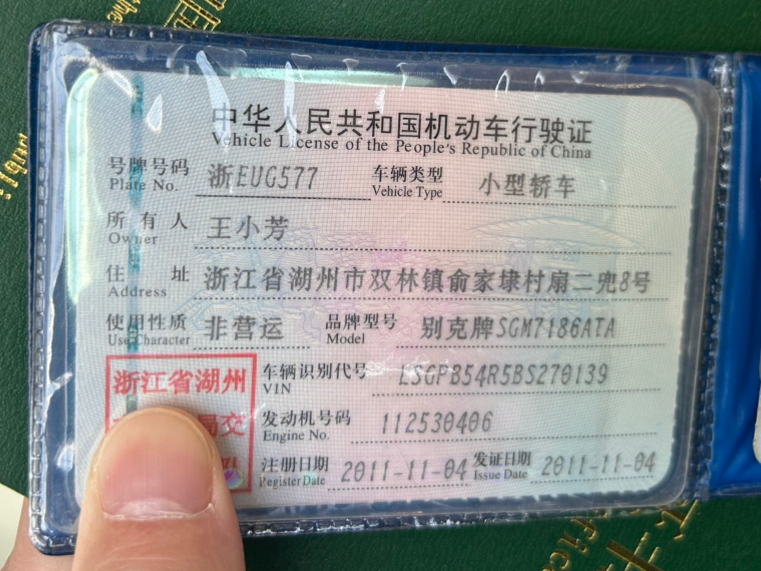 中华人民共和国机动车行驶证
Vehicle License of the People's Republic of China
号牌号码 浙EUG577 车辆类型 小型轿车
Plate No. Vehicle Type
所有人 王小芳
Owner
住址 浙江省湖州市双林镇俞家埭村扇二兜8号
Address
使用性质 非营运 品牌型号 别克牌SGM7186ATA
Use Character Model
浙江省湖州 车辆识别代号 LSGPB54R5BS270139
VIN
局交 发动机号码 112530406
Engine No.
注册日期 2011-11-04 发证日期 2011-11-04
Register Date Issue Date